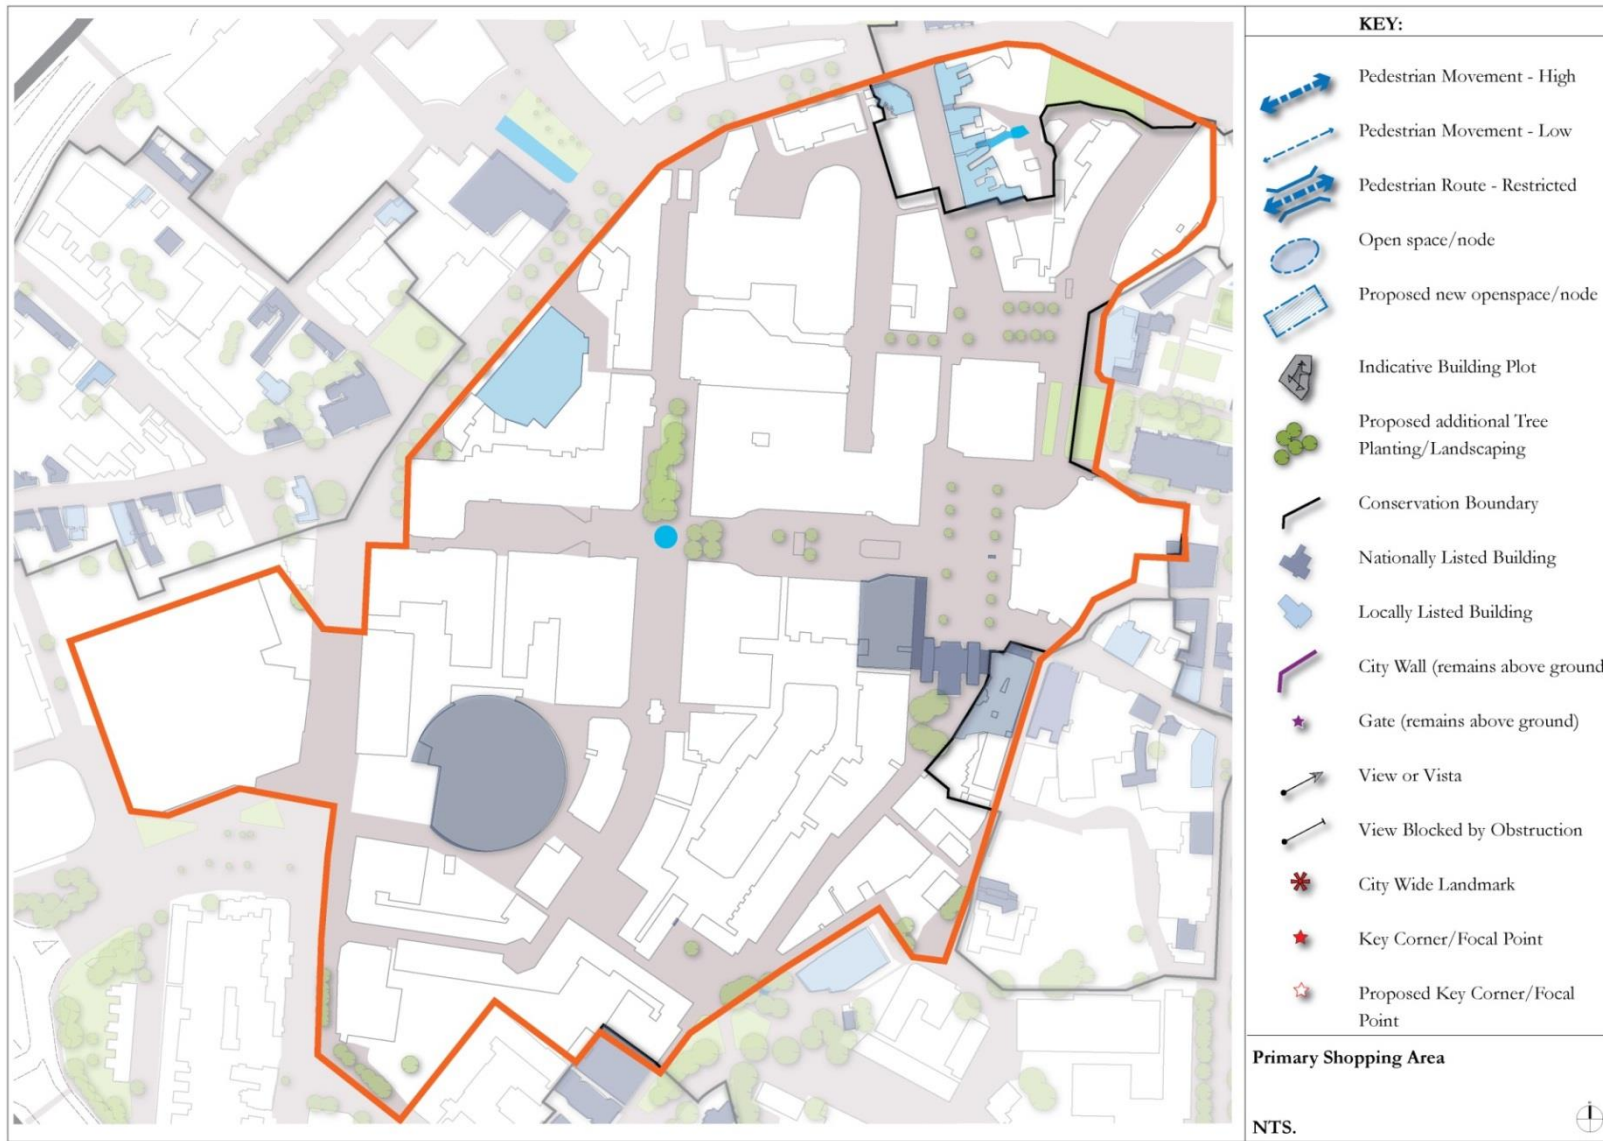 KEY:
Pedestrian Movement - High
Pedestrian Movement - Low
Pedestrian Route - Restricted
Open space/node
Proposed new openspace/node
Indicative Building Plot
Proposed additional Tree
Planting/Landscaping
Conservation Boundary
Nationally Listed Building
Locally Listed Building
City Wall (remains above ground
Gate (remains above ground)
View or Vista
View Blocked by Obstruction
City Wide Landmark
Key Corner/Focal Point
Proposed Key Corner/Focal
Point
Primary Shopping Area
NTS.